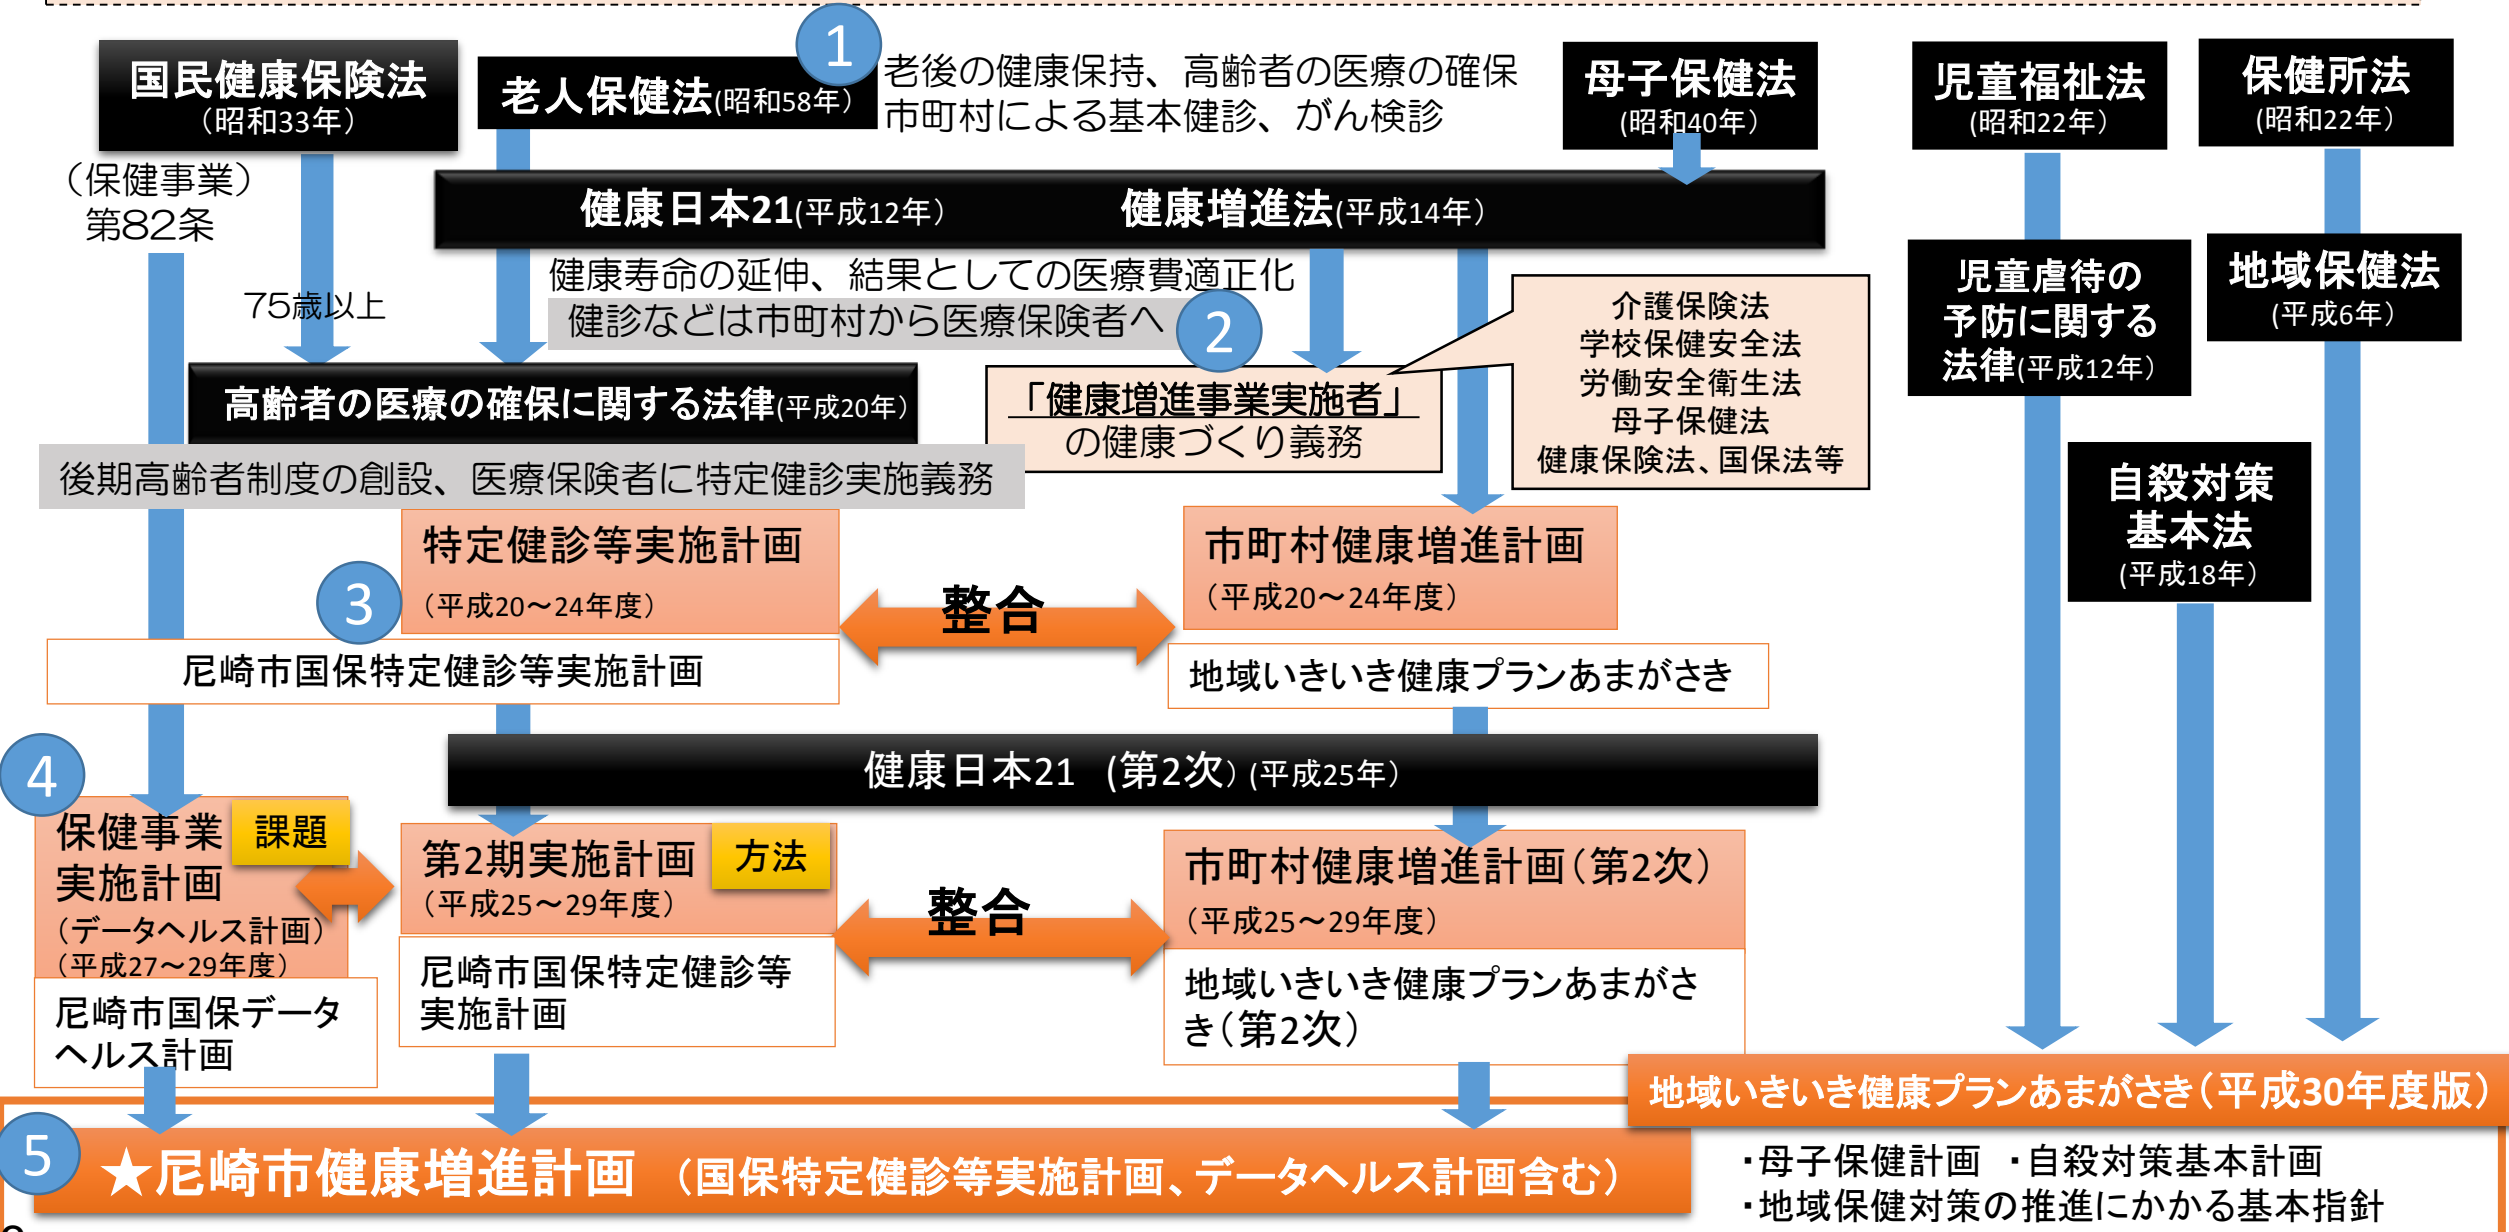 国民健康保険法
（昭和33年）
1
老人保健法(昭和58年）
老後の健康保持、高齢者の医療の確保
市町村による基本健診、がん検診
母子保健法
(昭和40年）
児童福祉法
(昭和22年）
保健所法
(昭和22年）
（保健事業）
第82条
健康日本21(平成12年）
健康増進法(平成14年）
児童虐待の
予防に関する
法律(平成12年）
地域保健法
(平成6年）
75歳以上
健康寿命の延伸、結果としての医療費適正化
健診などは市町村から医療保険者へ
2
介護保険法
学校保健安全法
労働安全衛生法
母子保健法
健康保険法、国保法等
高齢者の医療の確保に関する法律(平成20年）
「健康増進事業実施者」
の健康づくり義務
後期高齢者制度の創設、医療保険者に特定健診実施義務
自殺対策
基本法
(平成18年）
特定健診等実施計画
（平成20～24年度）
3
整合
市町村健康増進計画
（平成20～24年度）
尼崎市国保特定健診等実施計画
地域いきいき健康プランあまがさき
4
健康日本21 (第2次）(平成25年）
保健事業
実施計画
課題
（データヘルス計画）
（平成27～29年度）
第2期実施計画
方法
（平成25～29年度）
整合
市町村健康増進計画（第2次）
（平成25～29年度）
尼崎市国保データ
ヘルス計画
尼崎市国保特定健診等
実施計画
地域いきいき健康プランあまがさ
き（第2次）
地域いきいき健康プランあまがさき（平成30年度版）
5
★尼崎市健康増進計画 （国保特定健診等実施計画、データヘルス計画含む）
・母子保健計画 ・自殺対策基本計画
・地域保健対策の推進にかかる基本指針